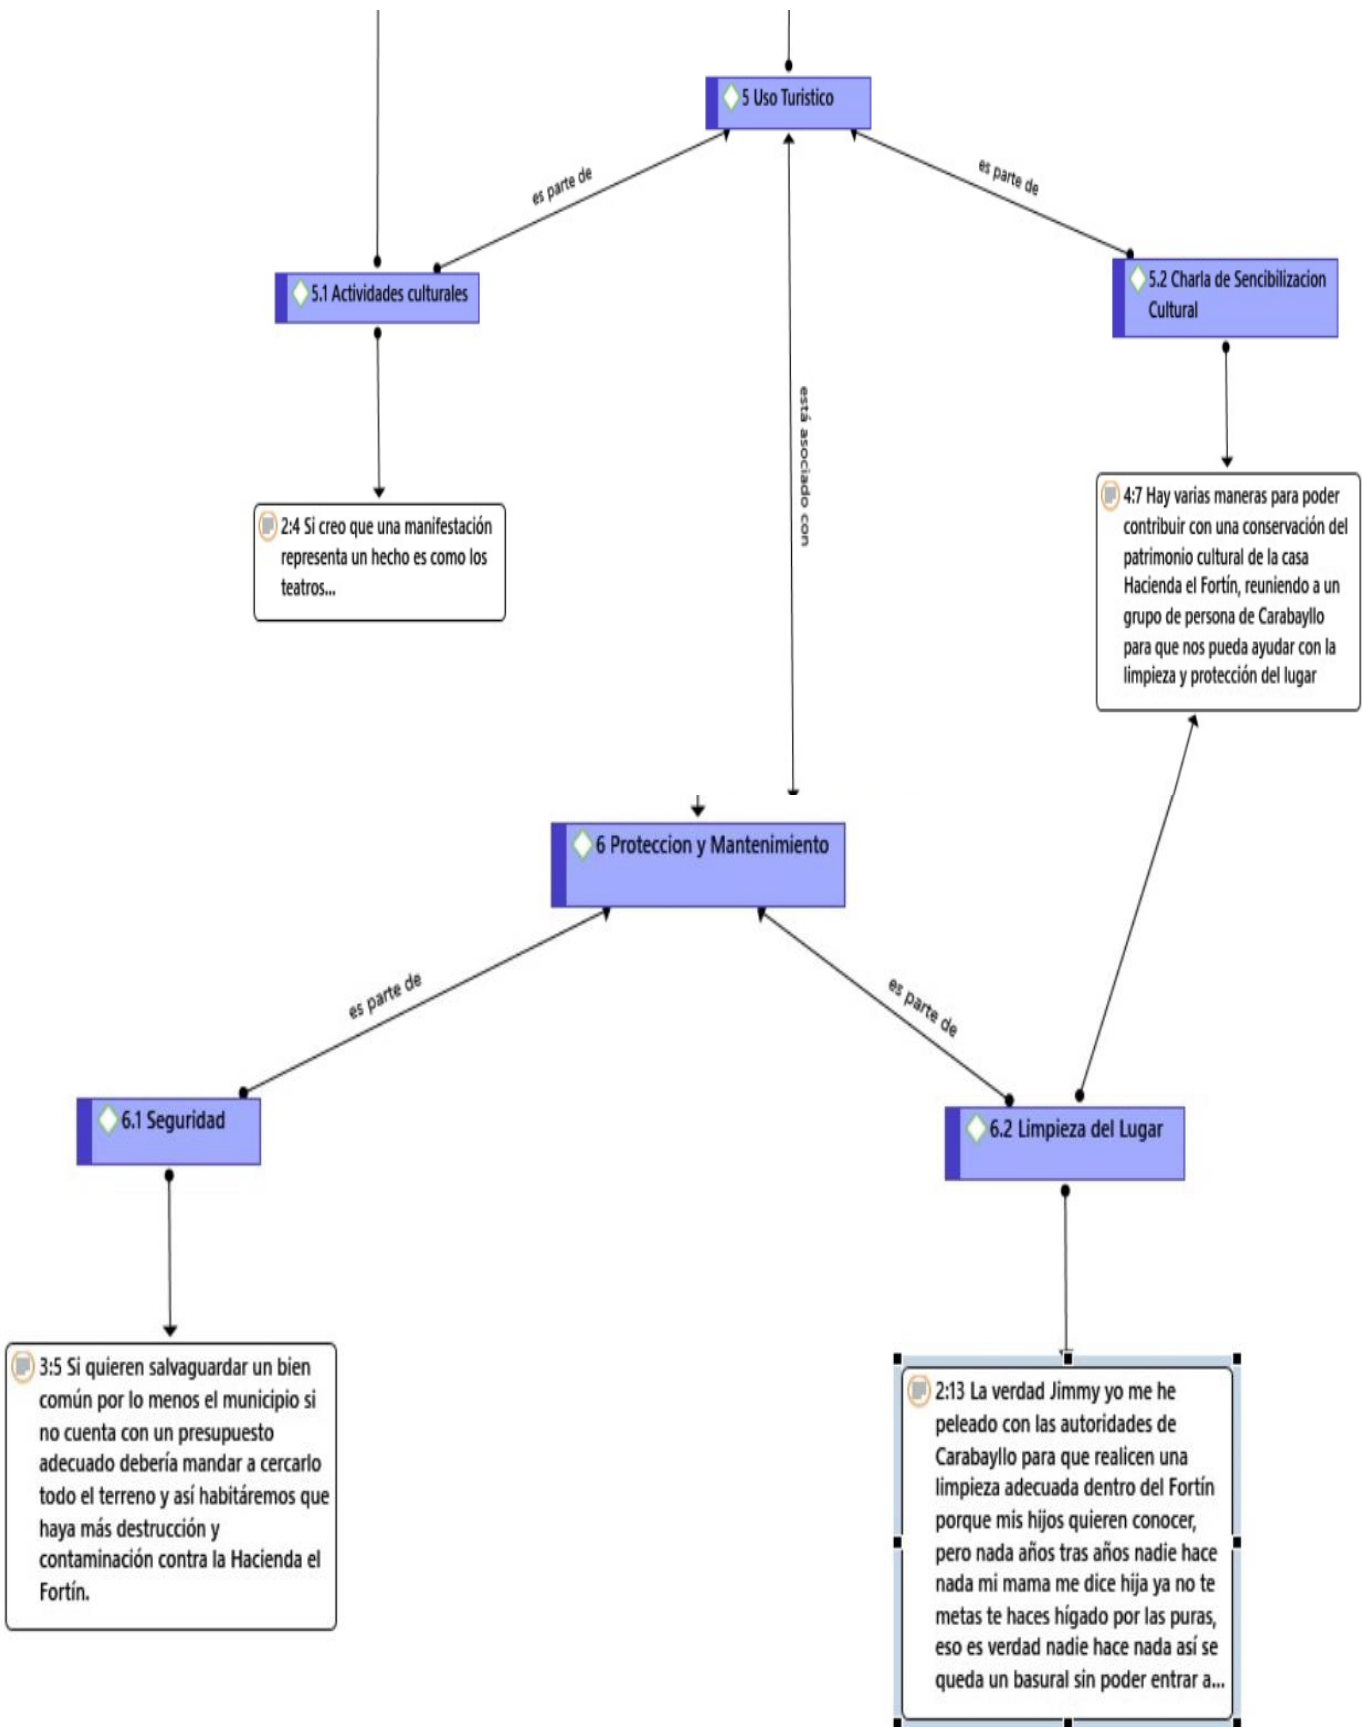 5 Uso Turistico
es parte de
es parte de
5.1 Actividades culturales
5.2 Charla de Sencibilizacion
Cultural
está asociado con
2:4 Si creo que una manifestación
representa un hecho es como los
teatros...
4:7 Hay varias maneras para poder
contribuir con una conservación del
patrimonio cultural de la casa
Hacienda el Fortín, reuniendo a un
grupo de persona de Carabayllo
para que nos pueda ayudar con la
limpieza y protección del lugar
6 Proteccion y Mantenimiento
es parte de
es parte de
6.1 Seguridad
6.2 Limpieza del Lugar
3:5 Si quieren salvaguardar un bien
común por lo menos el municipio si
no cuenta con un presupuesto
adecuado debería mandar a cercarlo
todo el terreno y así habitáremos que
haya más destrucción y
contaminación contra la Hacienda el
Fortín.
2:13 La verdad Jimmy yo me he
peleado con las autoridades de
Carabayllo para que realicen una
limpieza adecuada dentro del Fortín
porque mis hijos quieren conocer,
pero nada años tras años nadie hace
nada mi mama me dice hija ya no te
metas te haces hígado por las puras,
eso es verdad nadie hace nada así se
queda un basural sin poder entrar a...